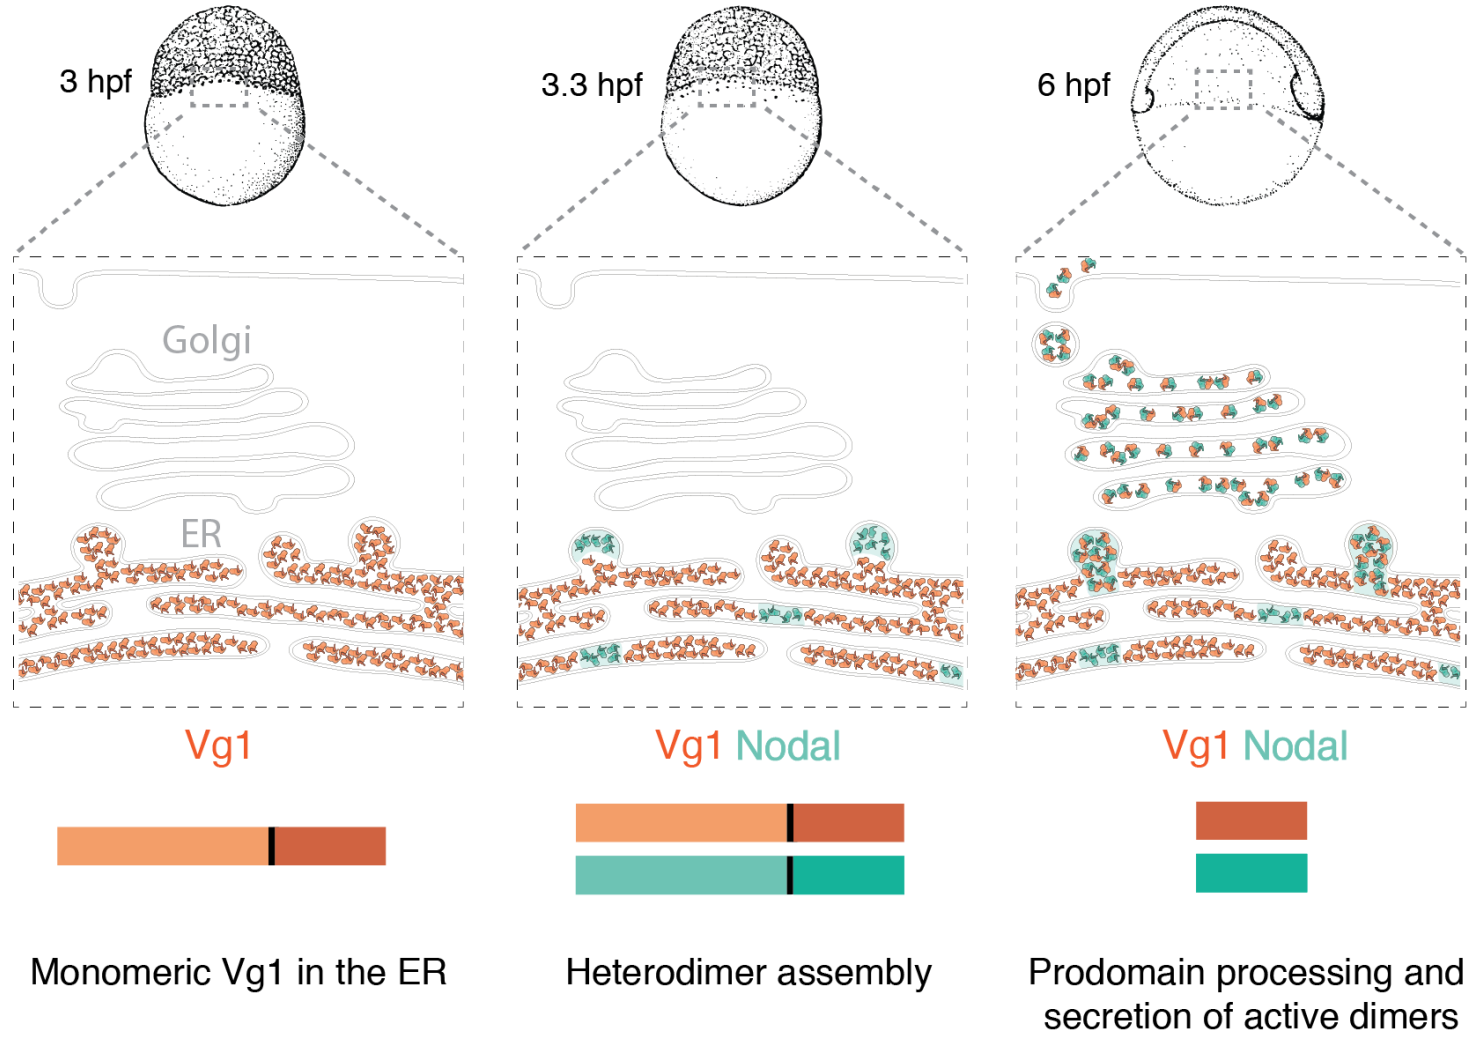 3 hpf
3.3 hpf
6 hpf
Golgi
ER
Vg1
Vg1 Nodal
Vg1 Nodal
Monomeric Vg1 in the ER
Heterodimer assembly
Prodomain processing and
secretion of active dimers